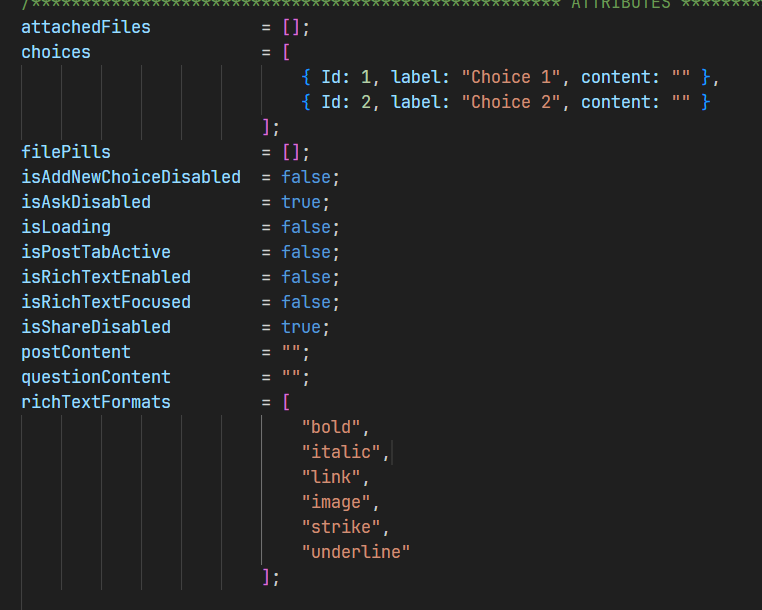 /***************************************************** ATTRIBUTES *********
attachedFiles = [];
choices = [
{ Id: 1, label: "Choice 1", content: "" },
{ Id: 2, label: "Choice 2", content: "" }
];
filePills = [];
isAddNewChoiceDisabled = false;
isAskDisabled = true;
isLoading = false;
isPostTabActive = false;
isRichTextEnabled = false;
isRichTextFocused = false;
isShareDisabled = true;
postContent = "";
questionContent = "";
richTextFormats = [
"bold",
"italic",
"link",
"image",
"strike",
"underline"
];